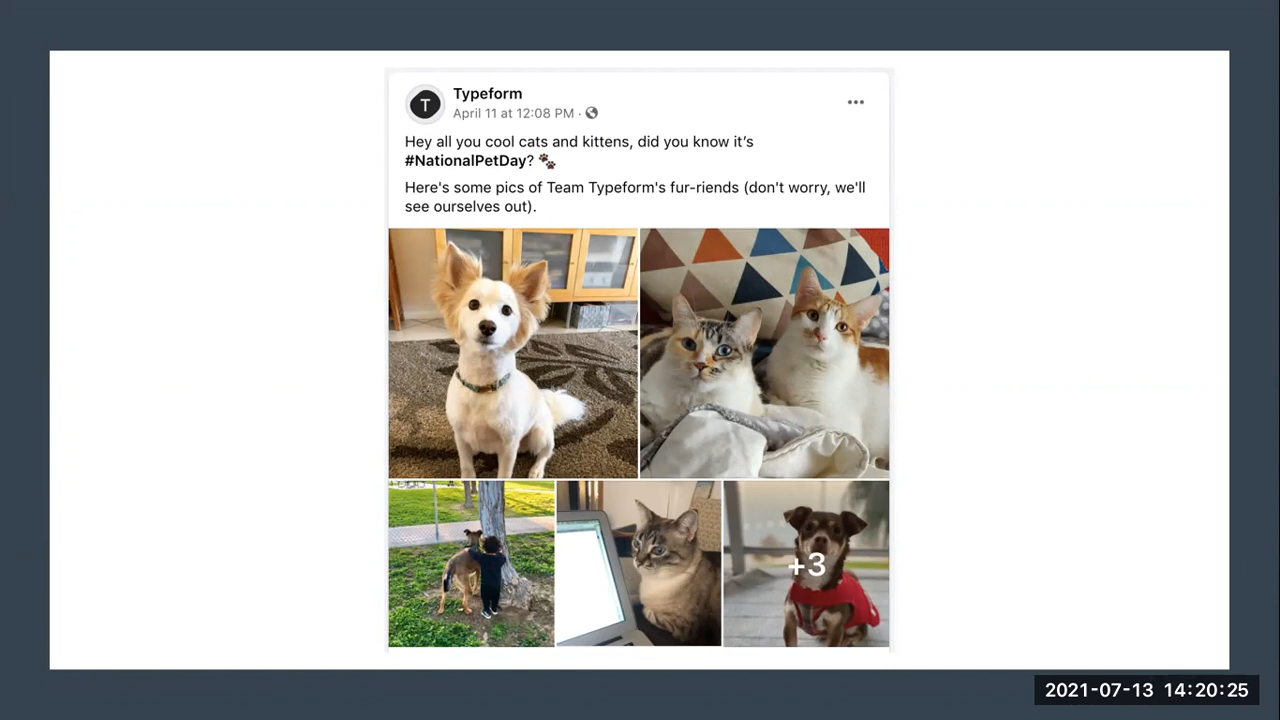 T
Typeform
April 11 at 12:08 PM ·
Hey all you cool cats and kittens, did you know it’s
#NationalPetDay? 🐾
Here's some pics of Team Typeform's fur-riends (don't worry, we'll
see ourselves out).
+3
2021-07-13 14:20:25